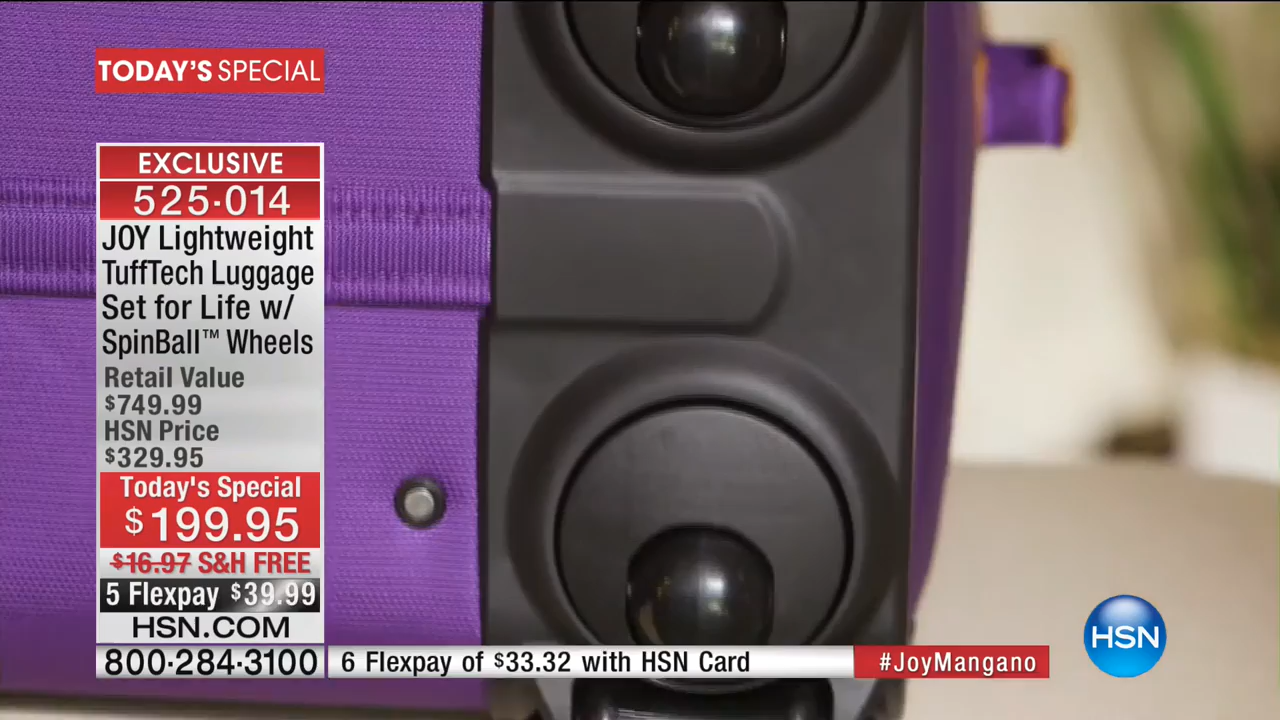 TODAY'S SPECIAL
EXCLUSIVE
525-014
JOY Lightweight
TuffTech Luggage
Set for Life w/
SpinBall™ Wheels
Retail Value
$749.99
HSN Price
$329.95
Today's Special
$199.95
$16.97 S&H FREE
5 Flexpay $39.99
HSN.COM
800·284·3100
6 Flexpay of $33.32 with HSN Card
#JoyMangano
HSN